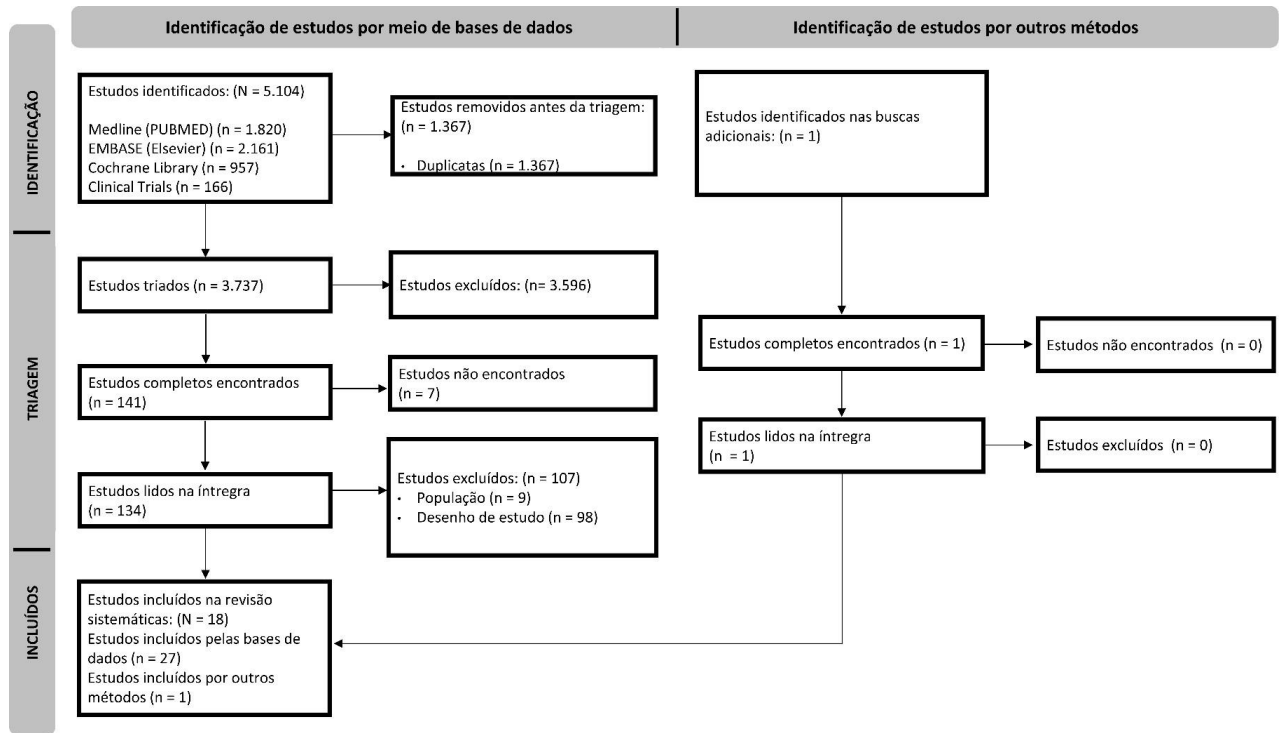 Identificação de estudos por meio de bases de dados
Identificação de estudos por outros métodos
IDENTIFICAÇÃO
Estudos identificados: (N = 5.104)
Medline (PUBMED) (n = 1.820)
EMBASE (Elsevier) (n = 2.161)
Cochrane Library (n = 957)
Clinical Trials (n = 166)
Estudos removidos antes da triagem:
(n = 1.367)
• Duplicatas (n = 1.367)
Estudos identificados nas buscas
adicionais: (n = 1)
TRIAGEM
Estudos triados (n = 3.737)
Estudos excluídos: (n= 3.596)
Estudos completos encontrados
(n = 141)
Estudos não encontrados
(n = 7)
Estudos completos encontrados (n = 1)
Estudos não encontrados (n = 0)
Estudos lidos na íntregra
(n = 134)
Estudos excluídos: (n = 107)
• População (n = 9)
• Desenho de estudo (n = 98)
Estudos lidos na íntregra
(n = 1)
Estudos excluídos (n = 0)
INCLUÍDOS
Estudos incluídos na revisão
sistemáticas: (N = 18)
Estudos incluídos pelas bases de
dados (n = 27)
Estudos incluídos por outros
métodos (n = 1)